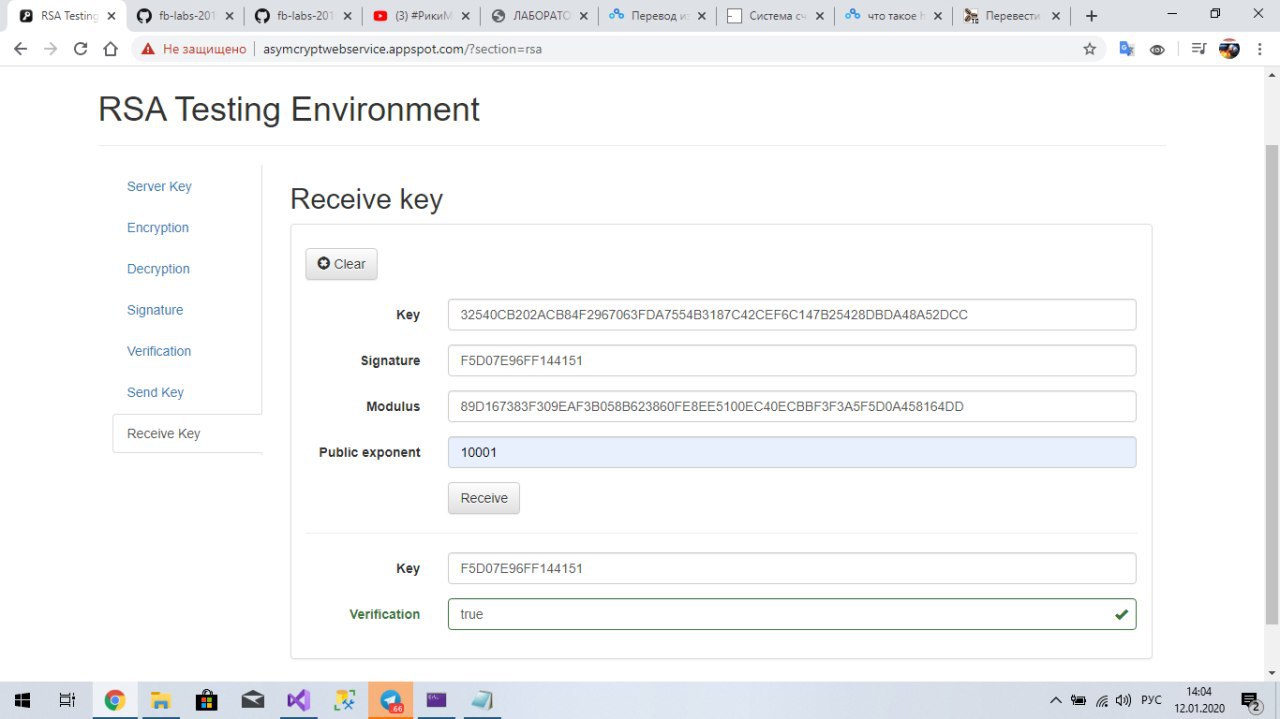 RSA Testing
fb-labs-201
fb-labs-201
(3) #РикиМ
ЛАБОРАТО
Перевод из
Система с
что такое
Перевести
Не защищено
asymcryptwebservice.appspot.com/?section=rsa
RSA Testing Environment
Server Key
Encryption
Decryption
Signature
Verification
Send Key
Receive Key
Receive key
Clear
Key
32540CB202ACB84F2967063FDA7554B3187C42CEF6C147B25428DBDA48A52DCC
Signature
F5D07E96FF144151
Modulus
89D167383F309EAF3B058B623860FE8EE5100EC40ECBBF3F3A5F5D0A458164DD
Public exponent
10001
Receive
Key
F5D07E96FF144151
Verification
true
66
РУС
14:04
12.01.2020
2